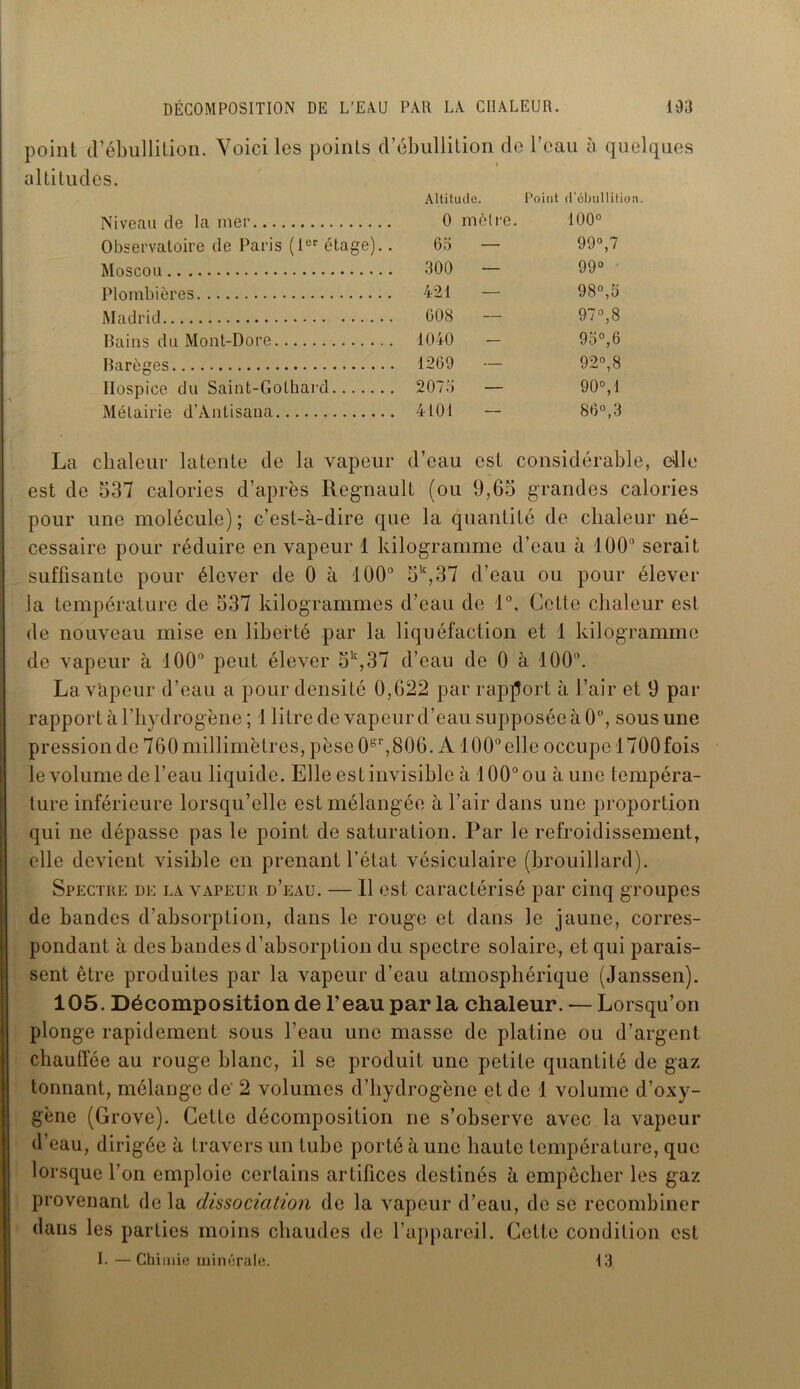 DÉCOMPOSITION DE L'EAU PAR LA CHALEUR. 193
point d'ébullition. Voici les points d'ébullition de l'eau à quelques
altitudes.
Altitude. Point d'ébullition.
Niveau de la mer................ 0 mètre. 100°
Observatoire de Paris (1er étage).. 65 — 99°,7
Moscou........................ 300 — 99°
Plombières..................... 421 — 98°,5
Madrid........................ 608 — 97°,8
Bains du Mont-Dore............. 1040 — 95°,6
Barèges........................ 1269 — 92°,8
Hospice du Saint-Gothard....... 2075 — 90°,1
Métairie d'Antisana............. 4101 — 86°,3
La chaleur latente de la vapeur d'eau est considérable, elle
est de 537 calories d'après Regnault (ou 9,65 grandes calories
pour une molécule); c'est-à-dire que la quantité de chaleur né-
cessaire pour réduire en vapeur 1 kilogramme d'eau à 100° serait
suffisante pour élever de 0 à 100° 5k,37 d'eau ou pour élever
la température de 537 kilogrammes d'eau de 1°. Cette chaleur est
de nouveau mise en liberté par la liquéfaction et 1 kilogramme
de vapeur à 100° peut élever 5k,37 d'eau de 0 à 100°.
La vapeur d'eau a pour densité 0,622 par rapport à l'air et 9 par
rapport à l'hydrogène; 1 litre de vapeur d'eau supposée à 0°, sous une
pression de 760 millimètres, pèse 0gr,806. A 100° elle occupe 1700 fois
le volume de l'eau liquide. Elle est invisible à 100° ou à une tempéra-
ture inférieure lorsqu'elle est mélangée à l'air dans une proportion
qui ne dépasse pas le point de saturation. Par le refroidissement,
elle devient visible en prenant l'état vésiculaire (brouillard).
SPECTRE DE LA VAPEUR D'EAU. — Il est caractérisé par cinq groupes
de bandes d'absorption, dans le rouge et dans le jaune, corres-
pondant à des bandes d'absorption du spectre solaire, et qui parais-
sent être produites par la vapeur d'eau atmosphérique (Janssen).
105. Décomposition de l'eau par la chaleur. — Lorsqu'on
plonge rapidement sous l'eau une masse de platine ou d'argent
chauffée au rouge blanc, il se produit une petite quantité de gaz
tonnant, mélange de 2 volumes d'hydrogène et de 1 volume d'oxy-
gène (Grove). Cette décomposition ne s'observe avec la vapeur
d'eau, dirigée à travers un tube porté à une haute température, que
lorsque l'on emploie certains artifices destinés à empêcher les gaz
provenant de la dissociation de la vapeur d'eau, de se recombiner
dans les parties moins chaudes de l'appareil. Cette condition est
I. — Chimie minérale. 13